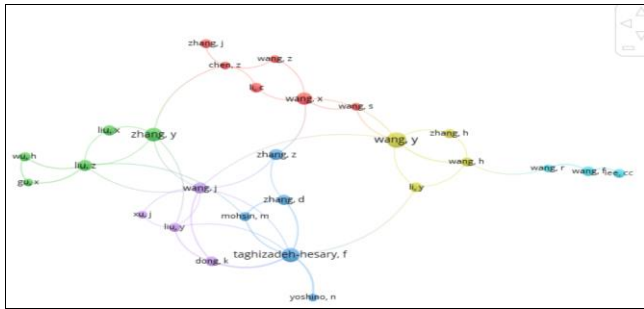 zhang, j
wang, z
chen, z
li, c
wang, x
wang, s
liu, x
zhang, y
wang, y
zhang, h
wu, h
liu, z
zhang, z
wang, h
gu, x
wang, j
li, y
wang, r
wang, f
lee, cc
zhang, d
xu, j
mohsin, m
liu, y
taghizadeh-hesary, f
dong, k
yoshino, n